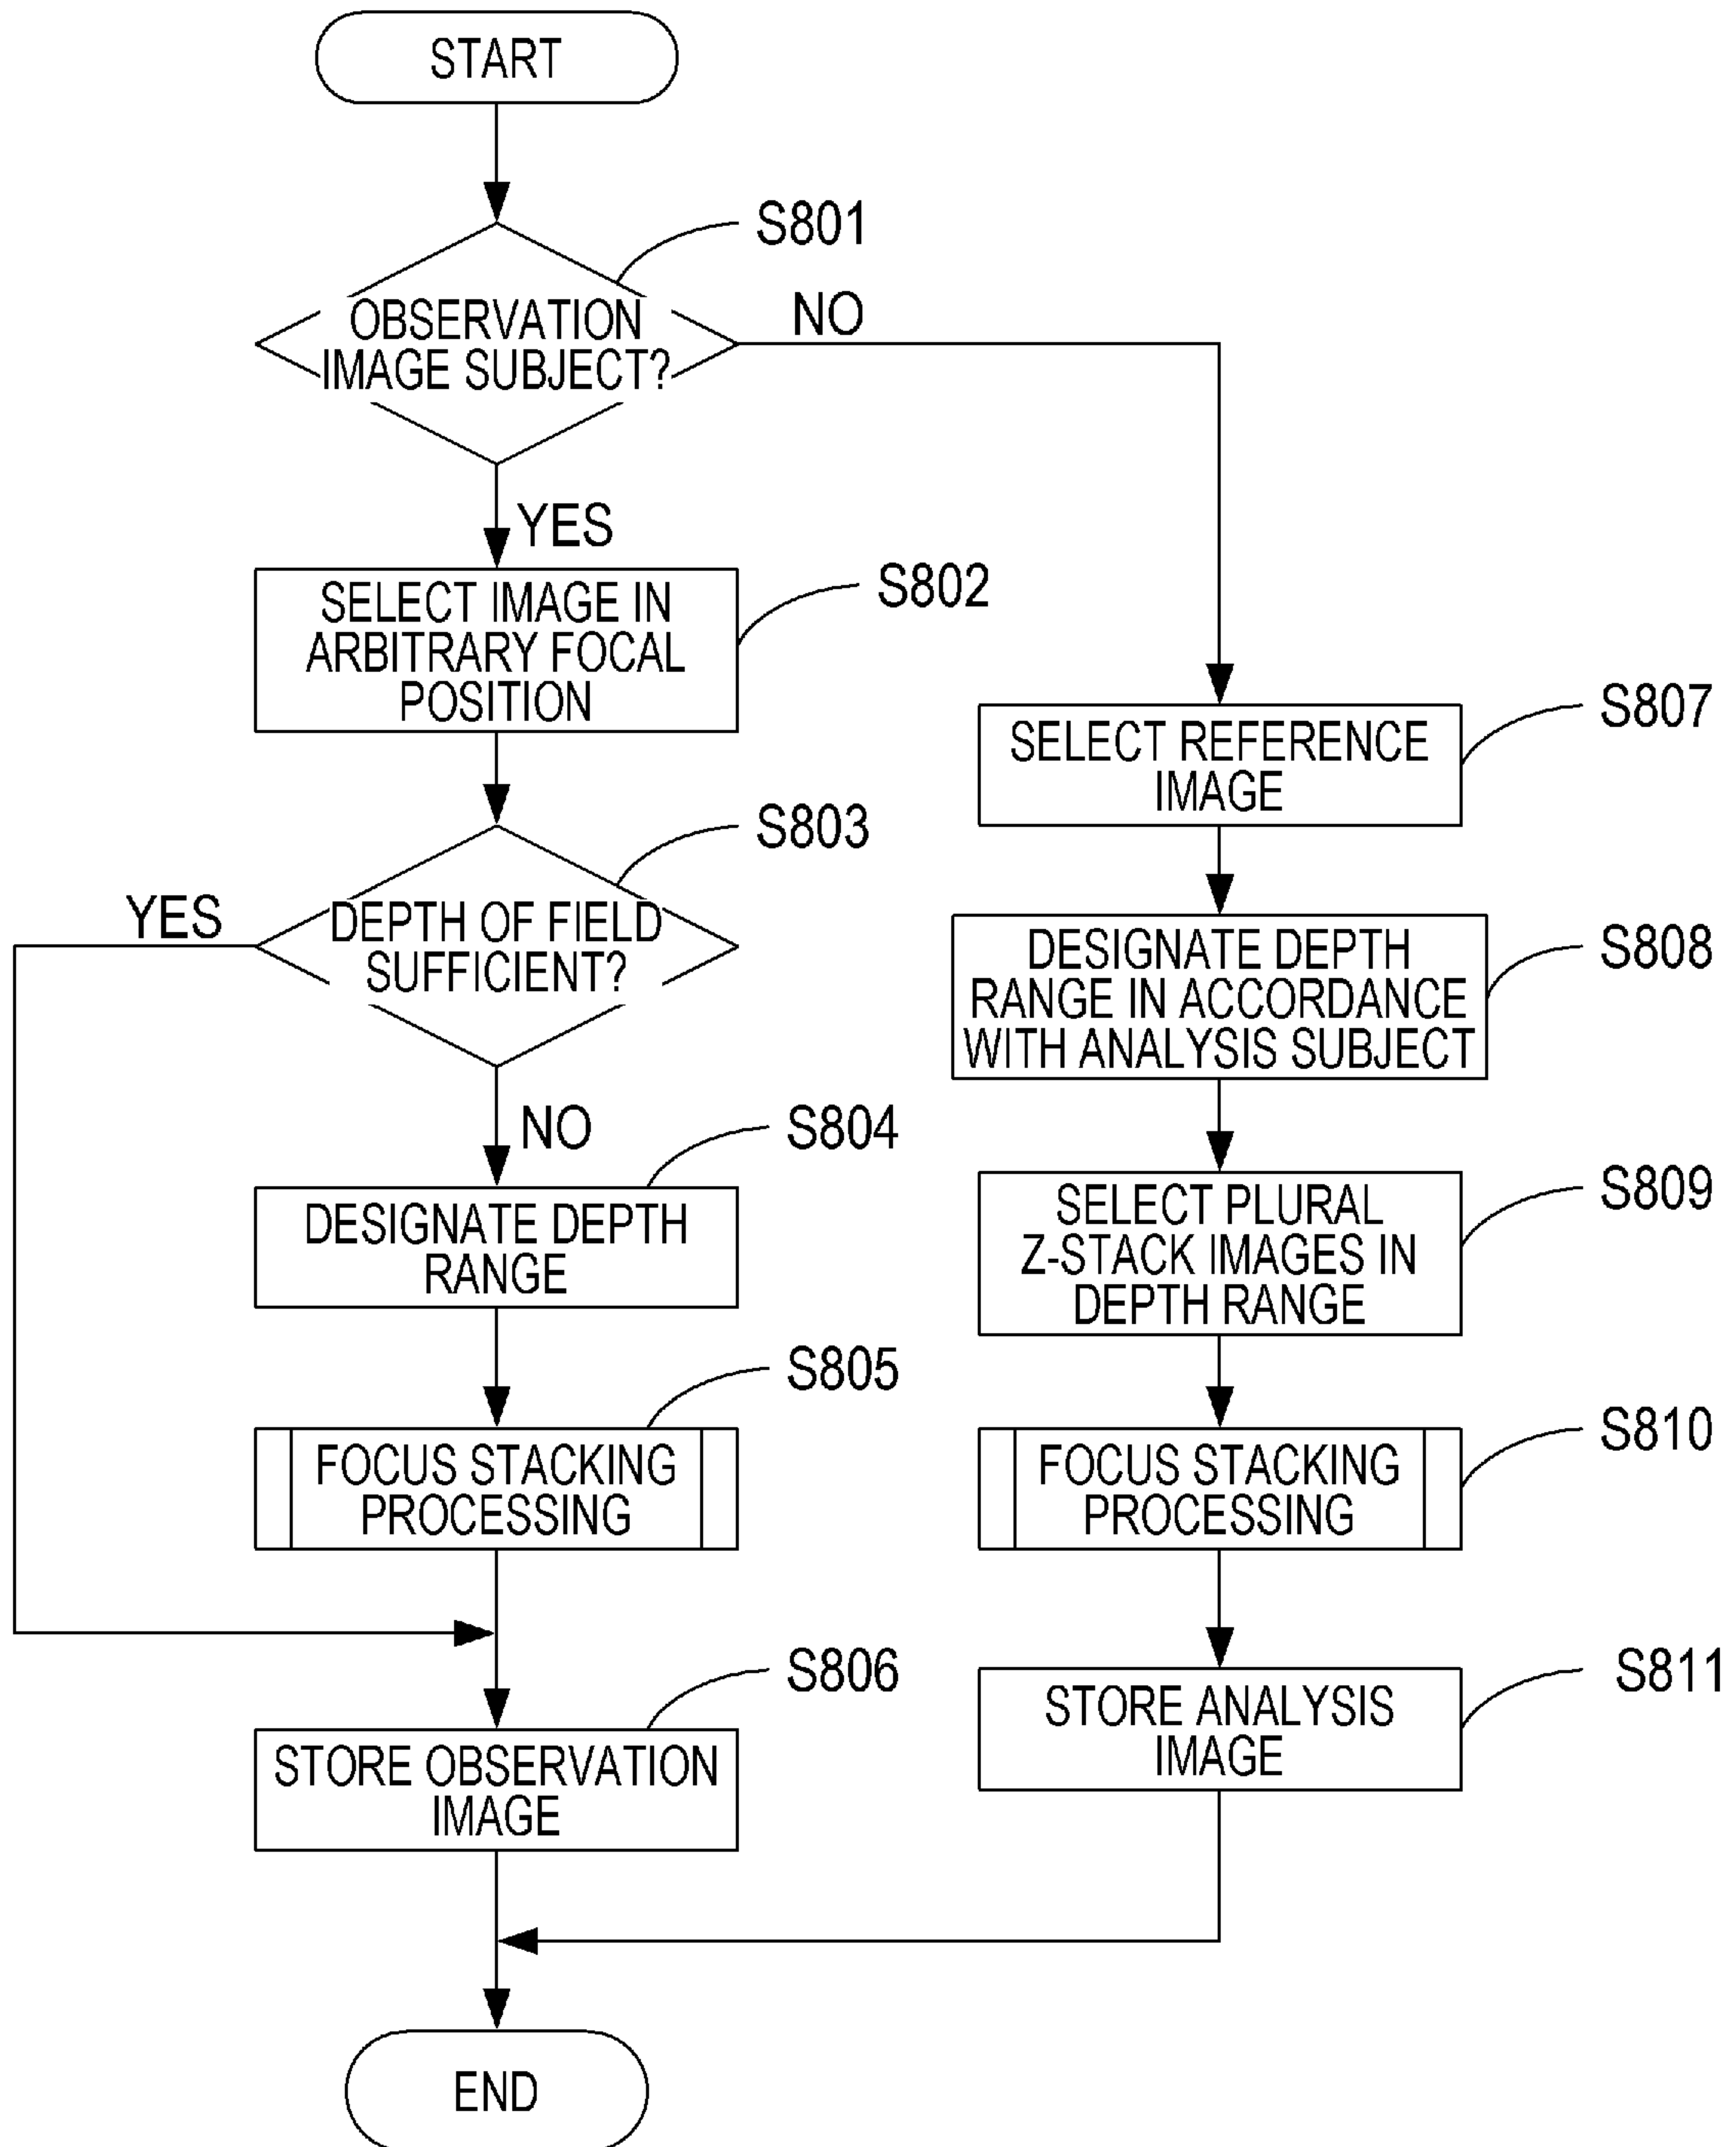 START
S801
OBSERVATION
IMAGE SUBJECT?
NO
YES
SELECT IMAGE IN
ARBITRARY FOCAL
POSITION
S802
S803
YES
DEPTH OF FIELD
SUFFICIENT?
NO
S804
DESIGNATE DEPTH
RANGE
S805
FOCUS STACKING
PROCESSING
S806
STORE OBSERVATION
IMAGE
S807
SELECT REFERENCE
IMAGE
S808
DESIGNATE DEPTH
RANGE IN ACCORDANCE
WITH ANALYSIS SUBJECT
S809
SELECT PLURAL
Z-STACK IMAGES IN
DEPTH RANGE
S810
FOCUS STACKING
PROCESSING
S811
STORE ANALYSIS
IMAGE
END